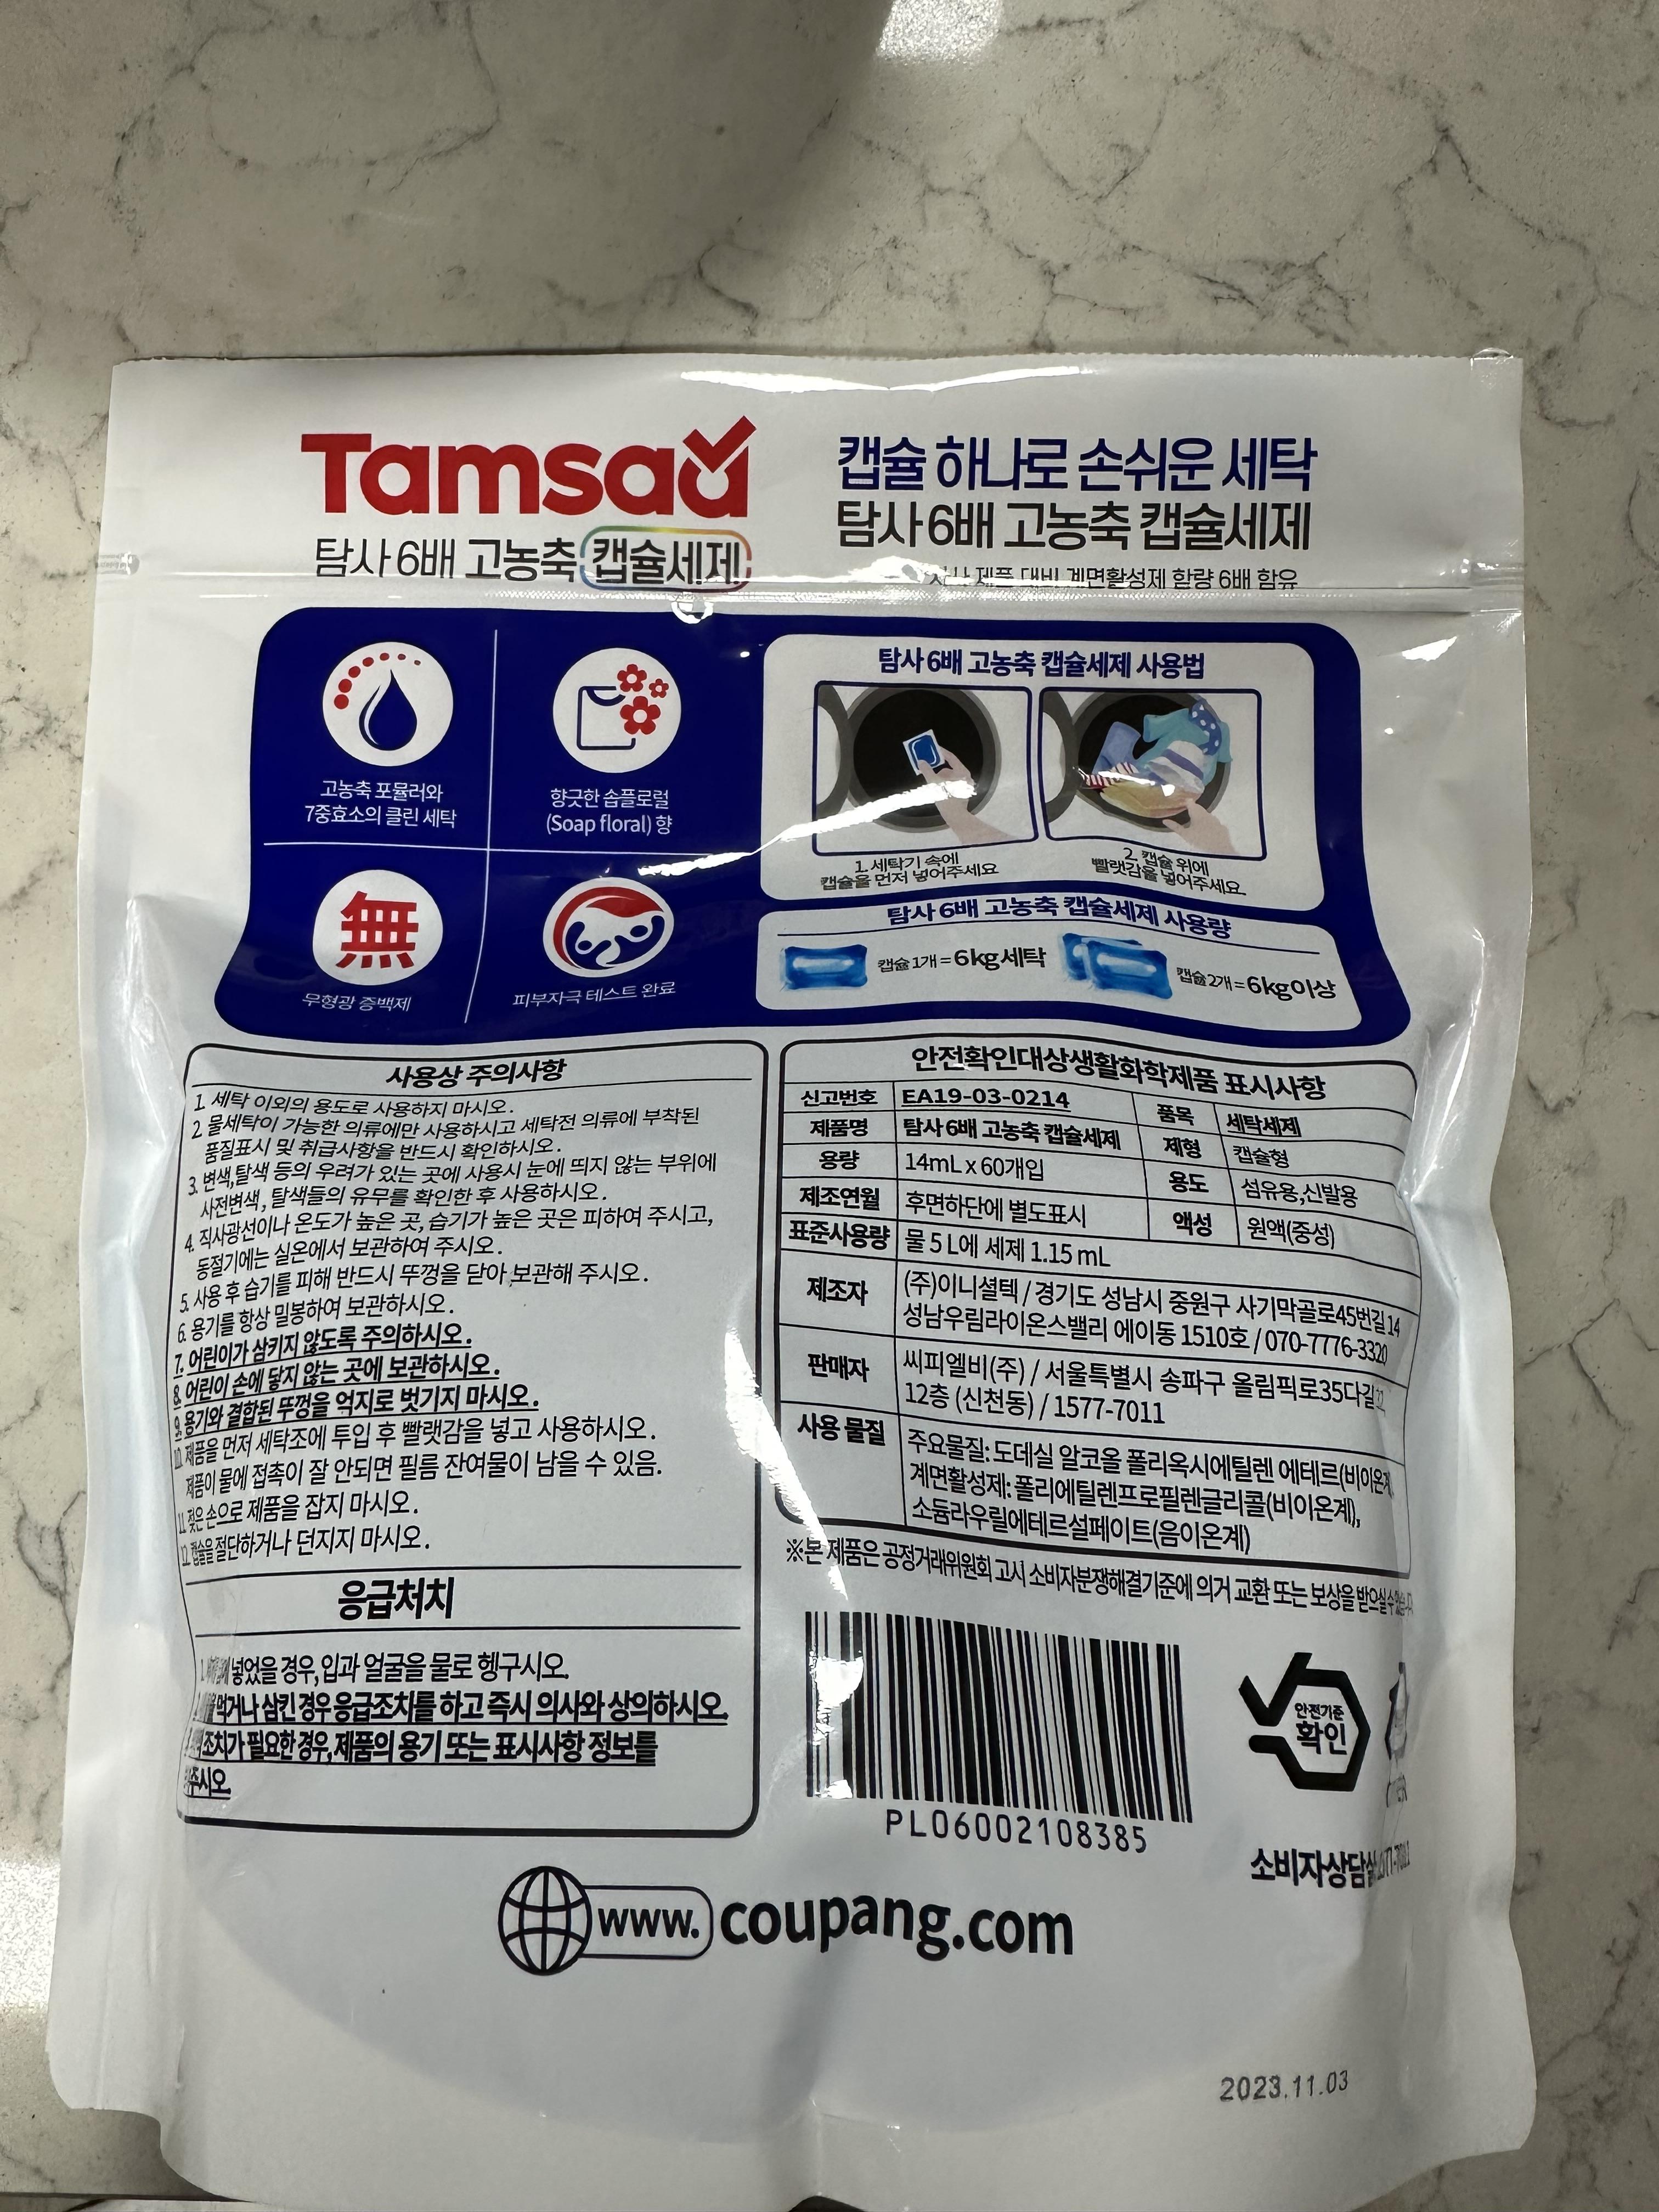 Tamsaa
탐사 6배 고농축 캡슐세제
캡슐 하나로 손쉬운 세탁
탐사 6배 고농축 캡슐세제
제품 대비 계면활성제 함량 6배 함유
고농축 포뮬러와
7중효소의 클린 세탁
향긋한 솝플로럴
(Soap floral) 향
無
무형광 증백제
피부자극 테스트 완료
탐사 6배 고농축 캡슐세제 사용법
1. 세탁기 속에
캡슐을 먼저 넣어주세요
2. 캡슐 위에
빨랫감을 넣어주세요.
탐사 6배 고농축 캡슐세제 사용량
캡슐 1개 = 6kg 세탁
캡슐 2개 = 6kg이상
사용상 주의사항
1. 세탁 이외의 용도로 사용하지 마시오.
2. 물세탁이 가능한 의류에만 사용하시고 세탁전 의류에 부착된
품질표시 및 취급사항을 반드시 확인하시오.
3. 변색,탈색 등의 우려가 있는 곳에 사용시 눈에 띄지 않는 부위에
사전변색, 탈색들의 유무를 확인한 후 사용하시오.
4. 직사광선이나 온도가 높은 곳, 습기가 높은 곳은 피하여 주시고,
동절기에는 실온에서 보관하여 주시오.
5. 사용 후 습기를 피해 반드시 뚜껑을 닫아 보관해 주시오.
6. 용기를 항상 밀봉하여 보관하시오.
7. 어린이가 삼키지 않도록 주의하시오.
8. 어린이 손에 닿지 않는 곳에 보관하시오.
9. 용기와 결합된 뚜껑을 억지로 벗기지 마시오.
10. 제품을 먼저 세탁조에 투입 후 빨랫감을 넣고 사용하시오.
제품이 물에 접촉이 잘 안되면 필름 잔여물이 남을 수 있음.
11. 젖은 손으로 제품을 잡지 마시오.
12. 캡슐을 절단하거나 던지지 마시오.
응급처치
1. 넣었을 경우, 입과 얼굴을 물로 헹구시오.
먹거나 삼킨 경우 응급조치를 하고 즉시 의사와 상의하시오.
조치가 필요한 경우, 제품의 용기 또는 표시사항 정보를
주시오.
안전확인대상생활화학제품 표시사항
신고번호 EA19-03-0214 품목 세탁세제
제품명 탐사 6배 고농축 캡슐세제 제형 캡슐형
용량 14mL x 60개입 용도 섬유용,신발용
제조연월 후면하단에 별도표시 액성 원액(중성)
표준사용량 물 5 L에 세제 1.15 mL
제조자 (주)이니셜텍 / 경기도 성남시 중원구 사기막골로45번길 14
성남우림라이온스밸리 에이동 1510호 / 070-7776-3320
판매자 씨피엘비(주) / 서울특별시 송파구 올림픽로35다길
12층 (신천동) / 1577-7011
사용 물질 주요물질: 도데실 알코올 폴리옥시에틸렌 에테르(비이온계)
계면활성제: 폴리에틸렌프로필렌글리콜(비이온계),
소듐라우릴에테르설페이트(음이온계)
※본 제품은 공정거래위원회 고시 소비자분쟁해결기준에 의거 교환 또는 보상을 받으실 수
PL06002108385
안전기준
확인
소비자상담실
www. coupang.com
2023.11.03